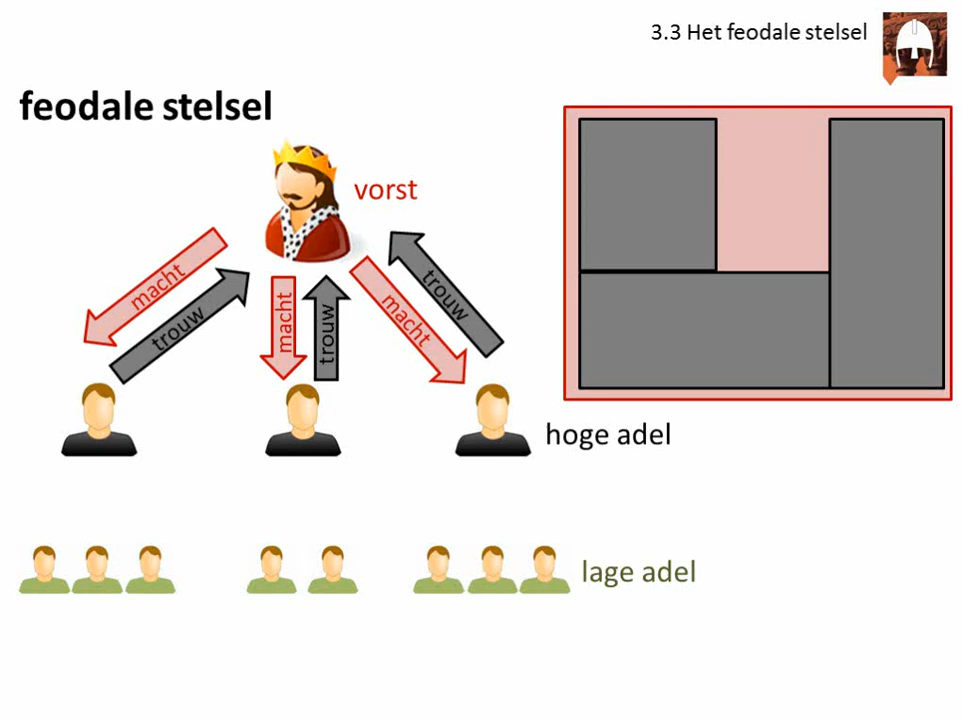 3.3 Het feodale stelsel
feodale stelsel
vorst
macht
trouw
macht
trouw
macht
trouw
hoge adel
lage adel